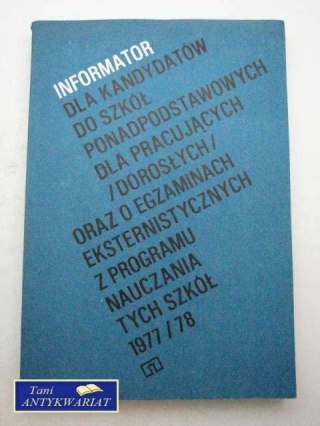 INFORMATOR
DLA KANDYDATÓW
DO SZKÓŁ
PONADPODSTAWOWYCH
DLA PRACUJĄCYCH
/DOROSŁYCH/
ORAZ O EGZAMINACH
EKSTERNISTYCZNYCH
Z PROGRAMU
NAUCZANIA
TYCH SZKÓŁ
1977/78
Tani
ANTYKWARIAT